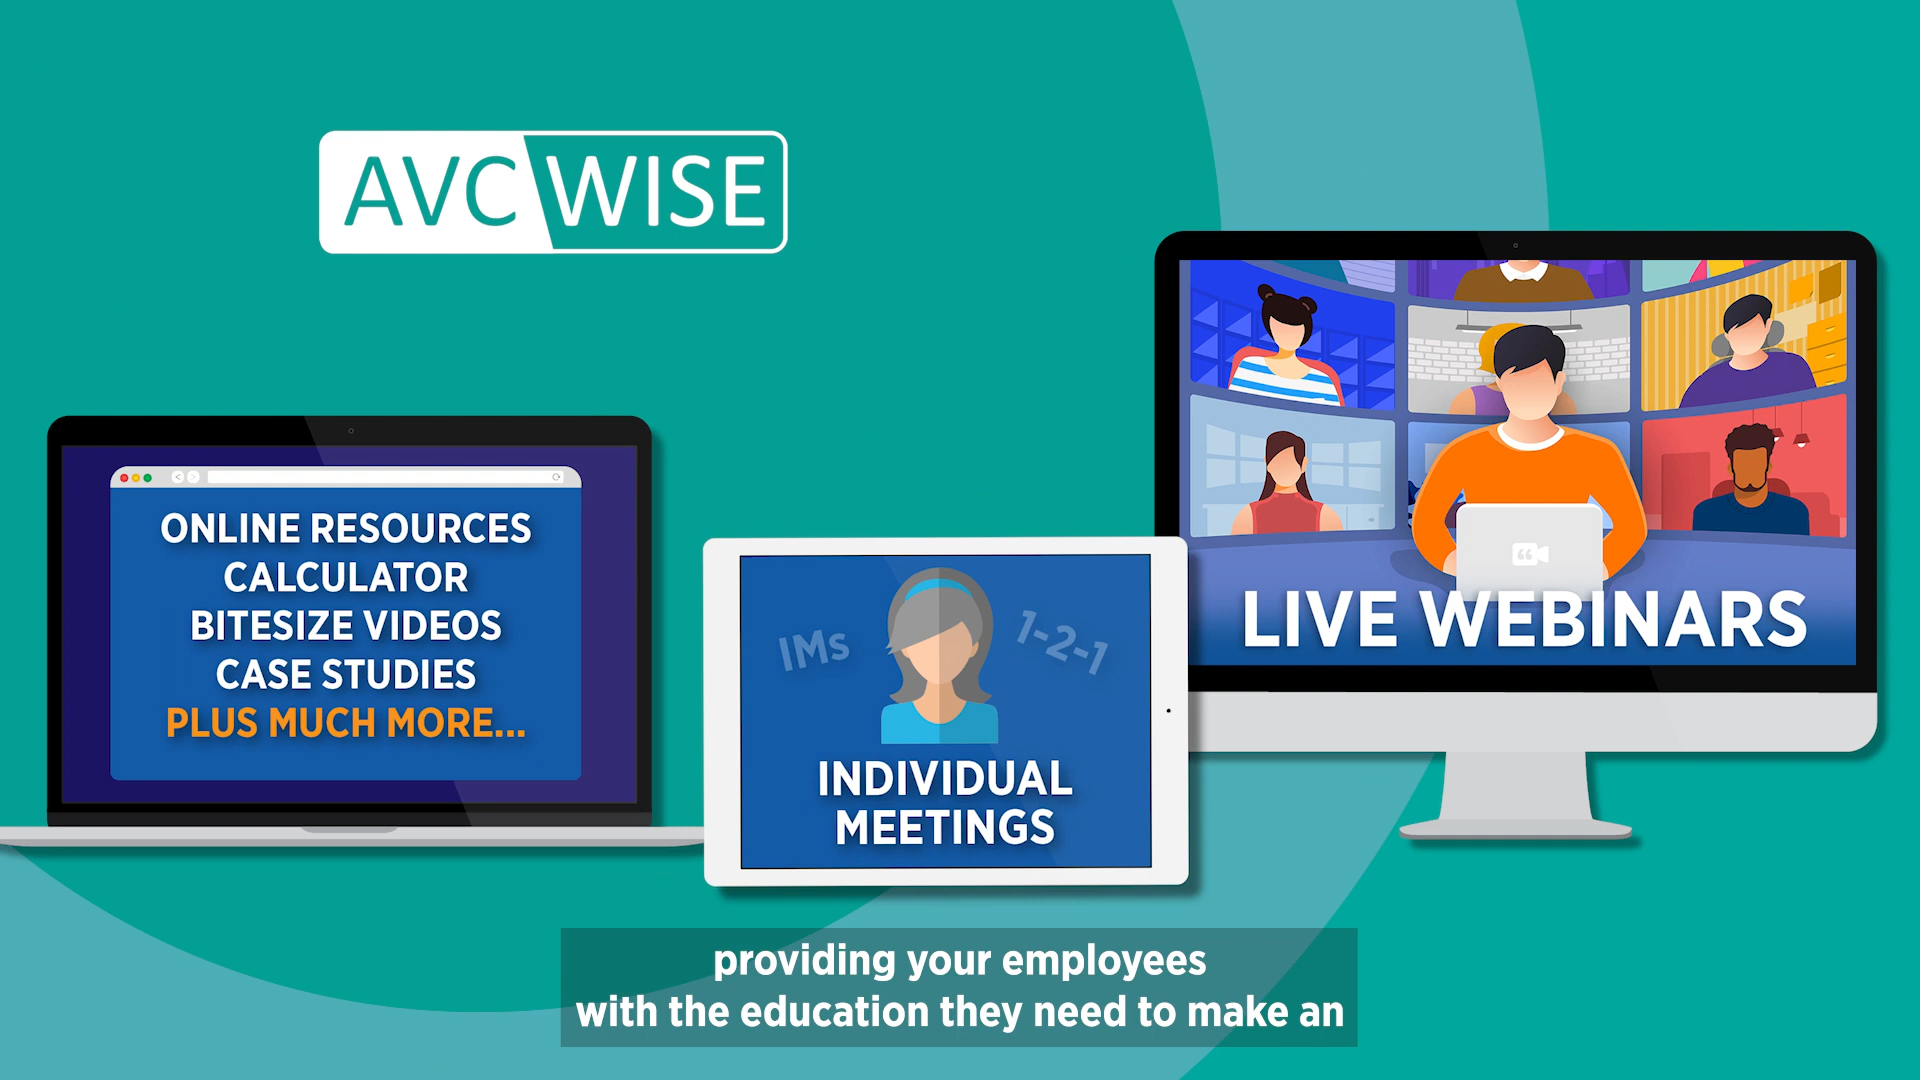 AVC WISE
ONLINE RESOURCES
CALCULATOR
BITESIZE VIDEOS
CASE STUDIES
PLUS MUCH MORE...
IMs
1-2-1
INDIVIDUAL
MEETINGS
LIVE WEBINARS
providing your employees
with the education they need to make an